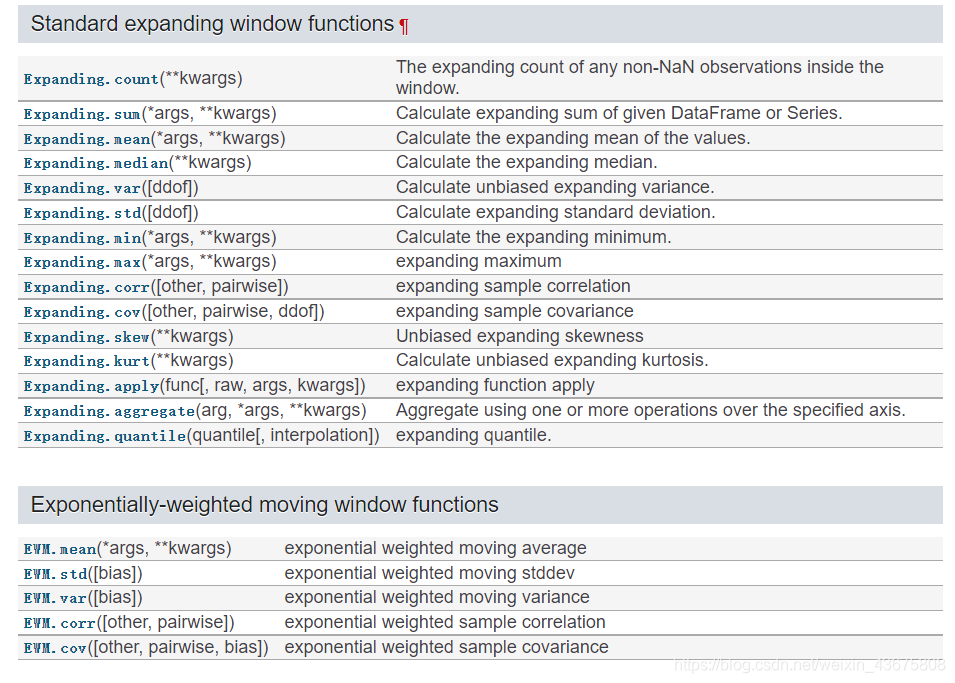 Standard expanding window functions ¶
Expanding.count(**kwargs) The expanding count of any non-NaN observations inside the
window.
Expanding.sum(*args, **kwargs) Calculate expanding sum of given DataFrame or Series.
Expanding.mean(*args, **kwargs) Calculate the expanding mean of the values.
Expanding.median(**kwargs) Calculate the expanding median.
Expanding.var([ddof]) Calculate unbiased expanding variance.
Expanding.std([ddof]) Calculate expanding standard deviation.
Expanding.min(*args, **kwargs) Calculate the expanding minimum.
Expanding.max(*args, **kwargs) expanding maximum
Expanding.corr([other, pairwise]) expanding sample correlation
Expanding.cov([other, pairwise, ddof]) expanding sample covariance
Expanding.skew(**kwargs) Unbiased expanding skewness
Expanding.kurt(**kwargs) Calculate unbiased expanding kurtosis.
Expanding.apply(func[, raw, args, kwargs]) expanding function apply
Expanding.aggregate(arg, *args, **kwargs) Aggregate using one or more operations over the specified axis.
Expanding.quantile(quantile[, interpolation]) expanding quantile.
Exponentially-weighted moving window functions
EWM.mean(*args, **kwargs) exponential weighted moving average
EWM.std([bias]) exponential weighted moving stddev
EWM.var([bias]) exponential weighted moving variance
EWM.corr([other, pairwise]) exponential weighted sample correlation
EWM.cov([other, pairwise, bias]) exponential weighted sample covariance
https://blog.csdn.net/weixin_43675808